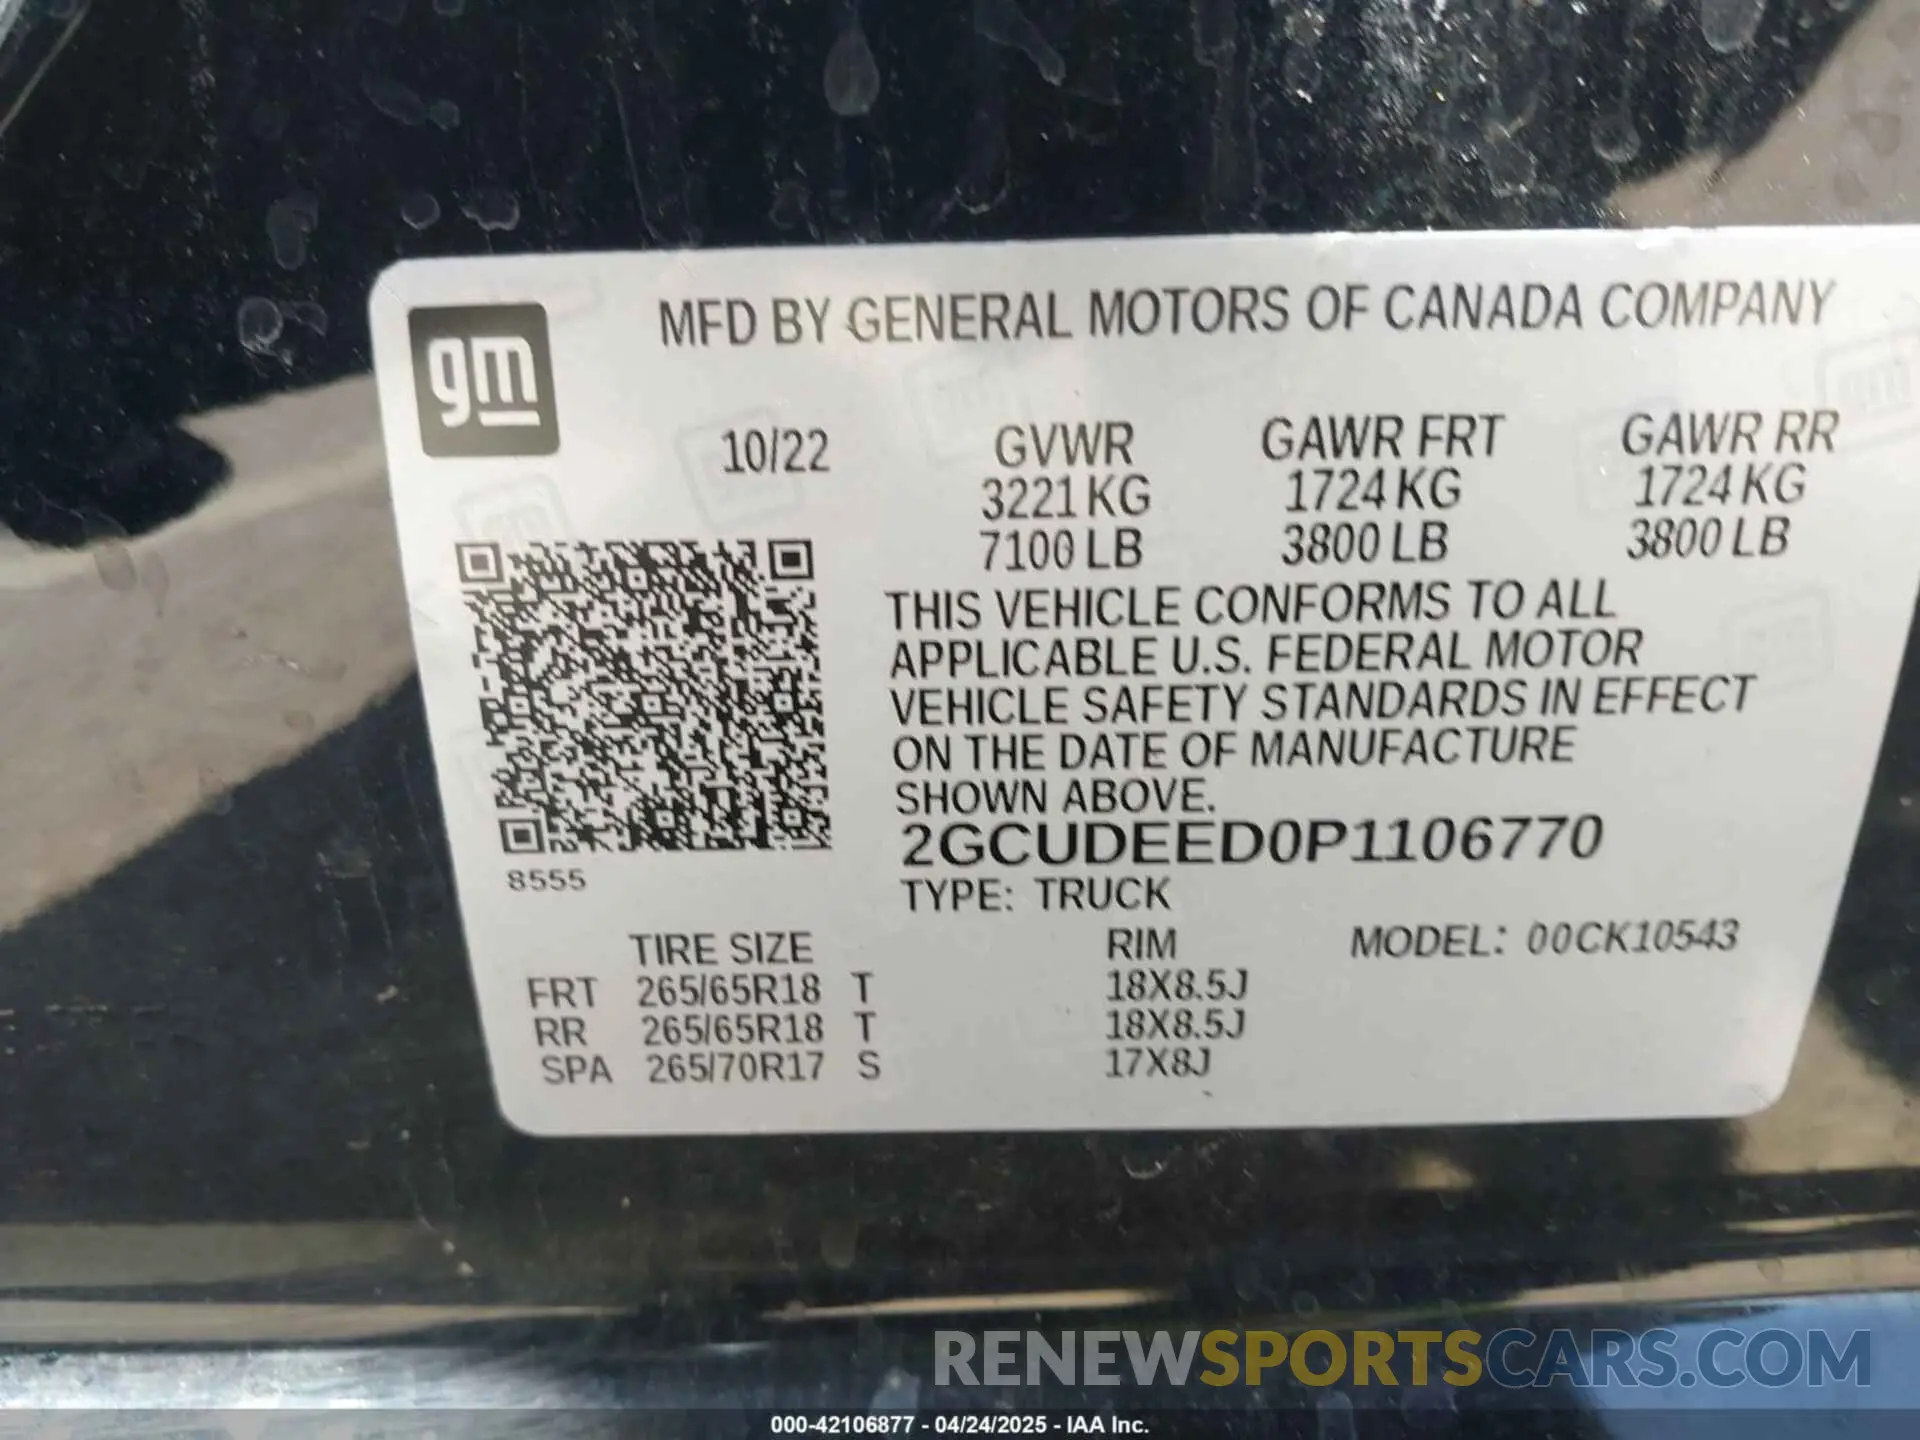 gm
MFD BY GENERAL MOTORS OF CANADA COMPANY
10/22 GVWR GAWR FRT GAWR RR
3221 KG 1724 KG 1724 KG
7100 LB 3800 LB 3800 LB
THIS VEHICLE CONFORMS TO ALL
APPLICABLE U.S. FEDERAL MOTOR
VEHICLE SAFETY STANDARDS IN EFFECT
ON THE DATE OF MANUFACTURE
SHOWN ABOVE.
2GCUDEED0P1106770
8555
TYPE: TRUCK
TIRE SIZE RIM MODEL: 00CK10543
FRT 265/65R18 T 18X8.5J
RR 265/65R18 T 18X8.5J
SPA 265/70R17 S 17X8J
RENEWSPORTSCARS.COM
000-42106877 - 04/24/2025 - IAA Inc.